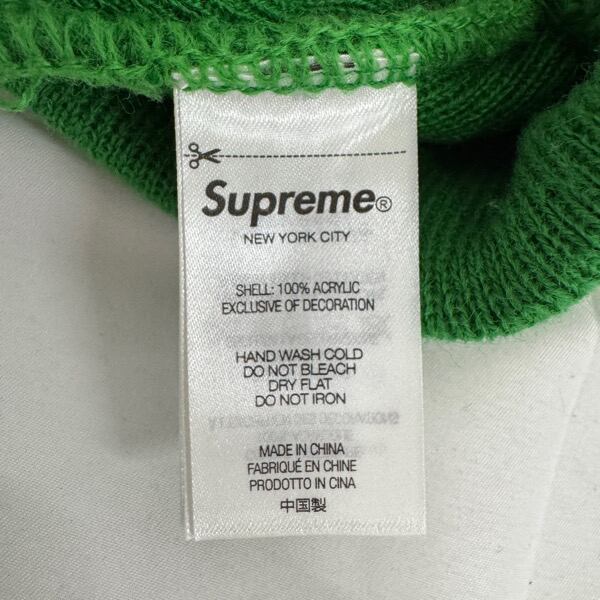 Supreme®
NEW YORK CITY
SHELL: 100% ACRYLIC
EXCLUSIVE OF DECORATION
HAND WASH COLD
DO NOT BLEACH
DRY FLAT
DO NOT IRON
MADE IN CHINA
FABRIQUÉ EN CHINE
PRODOTTO IN CINA
中国製